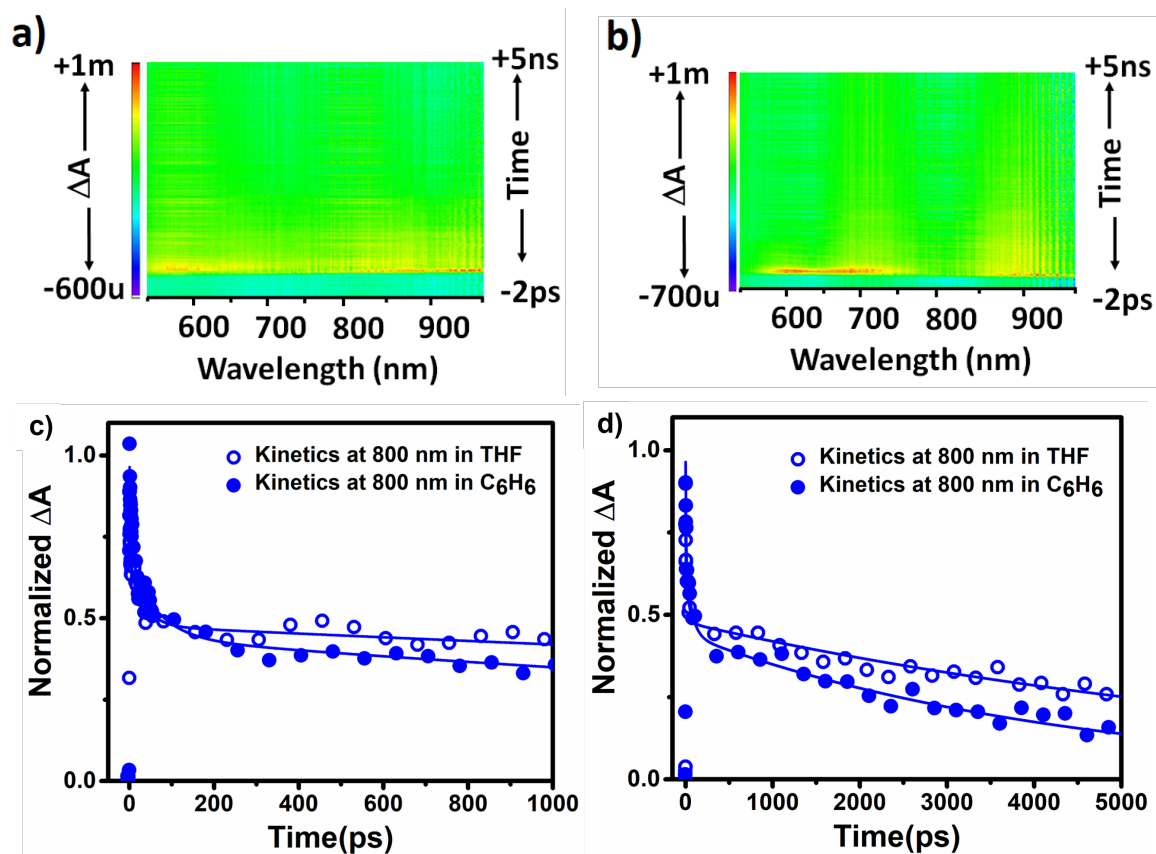 a)
+1m
ΔA
-600u
+5ns
Time
-2ps
600 700 800 900
Wavelength (nm)
b)
+1m
ΔA
-700u
+5ns
Time
-2ps
600 700 800 900
Wavelength (nm)
c)
Kinetics at 800 nm in THF
Kinetics at 800 nm in C6H6
Normalized ΔA
1.0
0.5
0.0
0 200 400 600 800 1000
Time(ps)
d)
Kinetics at 800 nm in THF
Kinetics at 800 nm in C6H6
Normalized ΔA
1.0
0.5
0.0
0 1000 2000 3000 4000 5000
Time(ps)